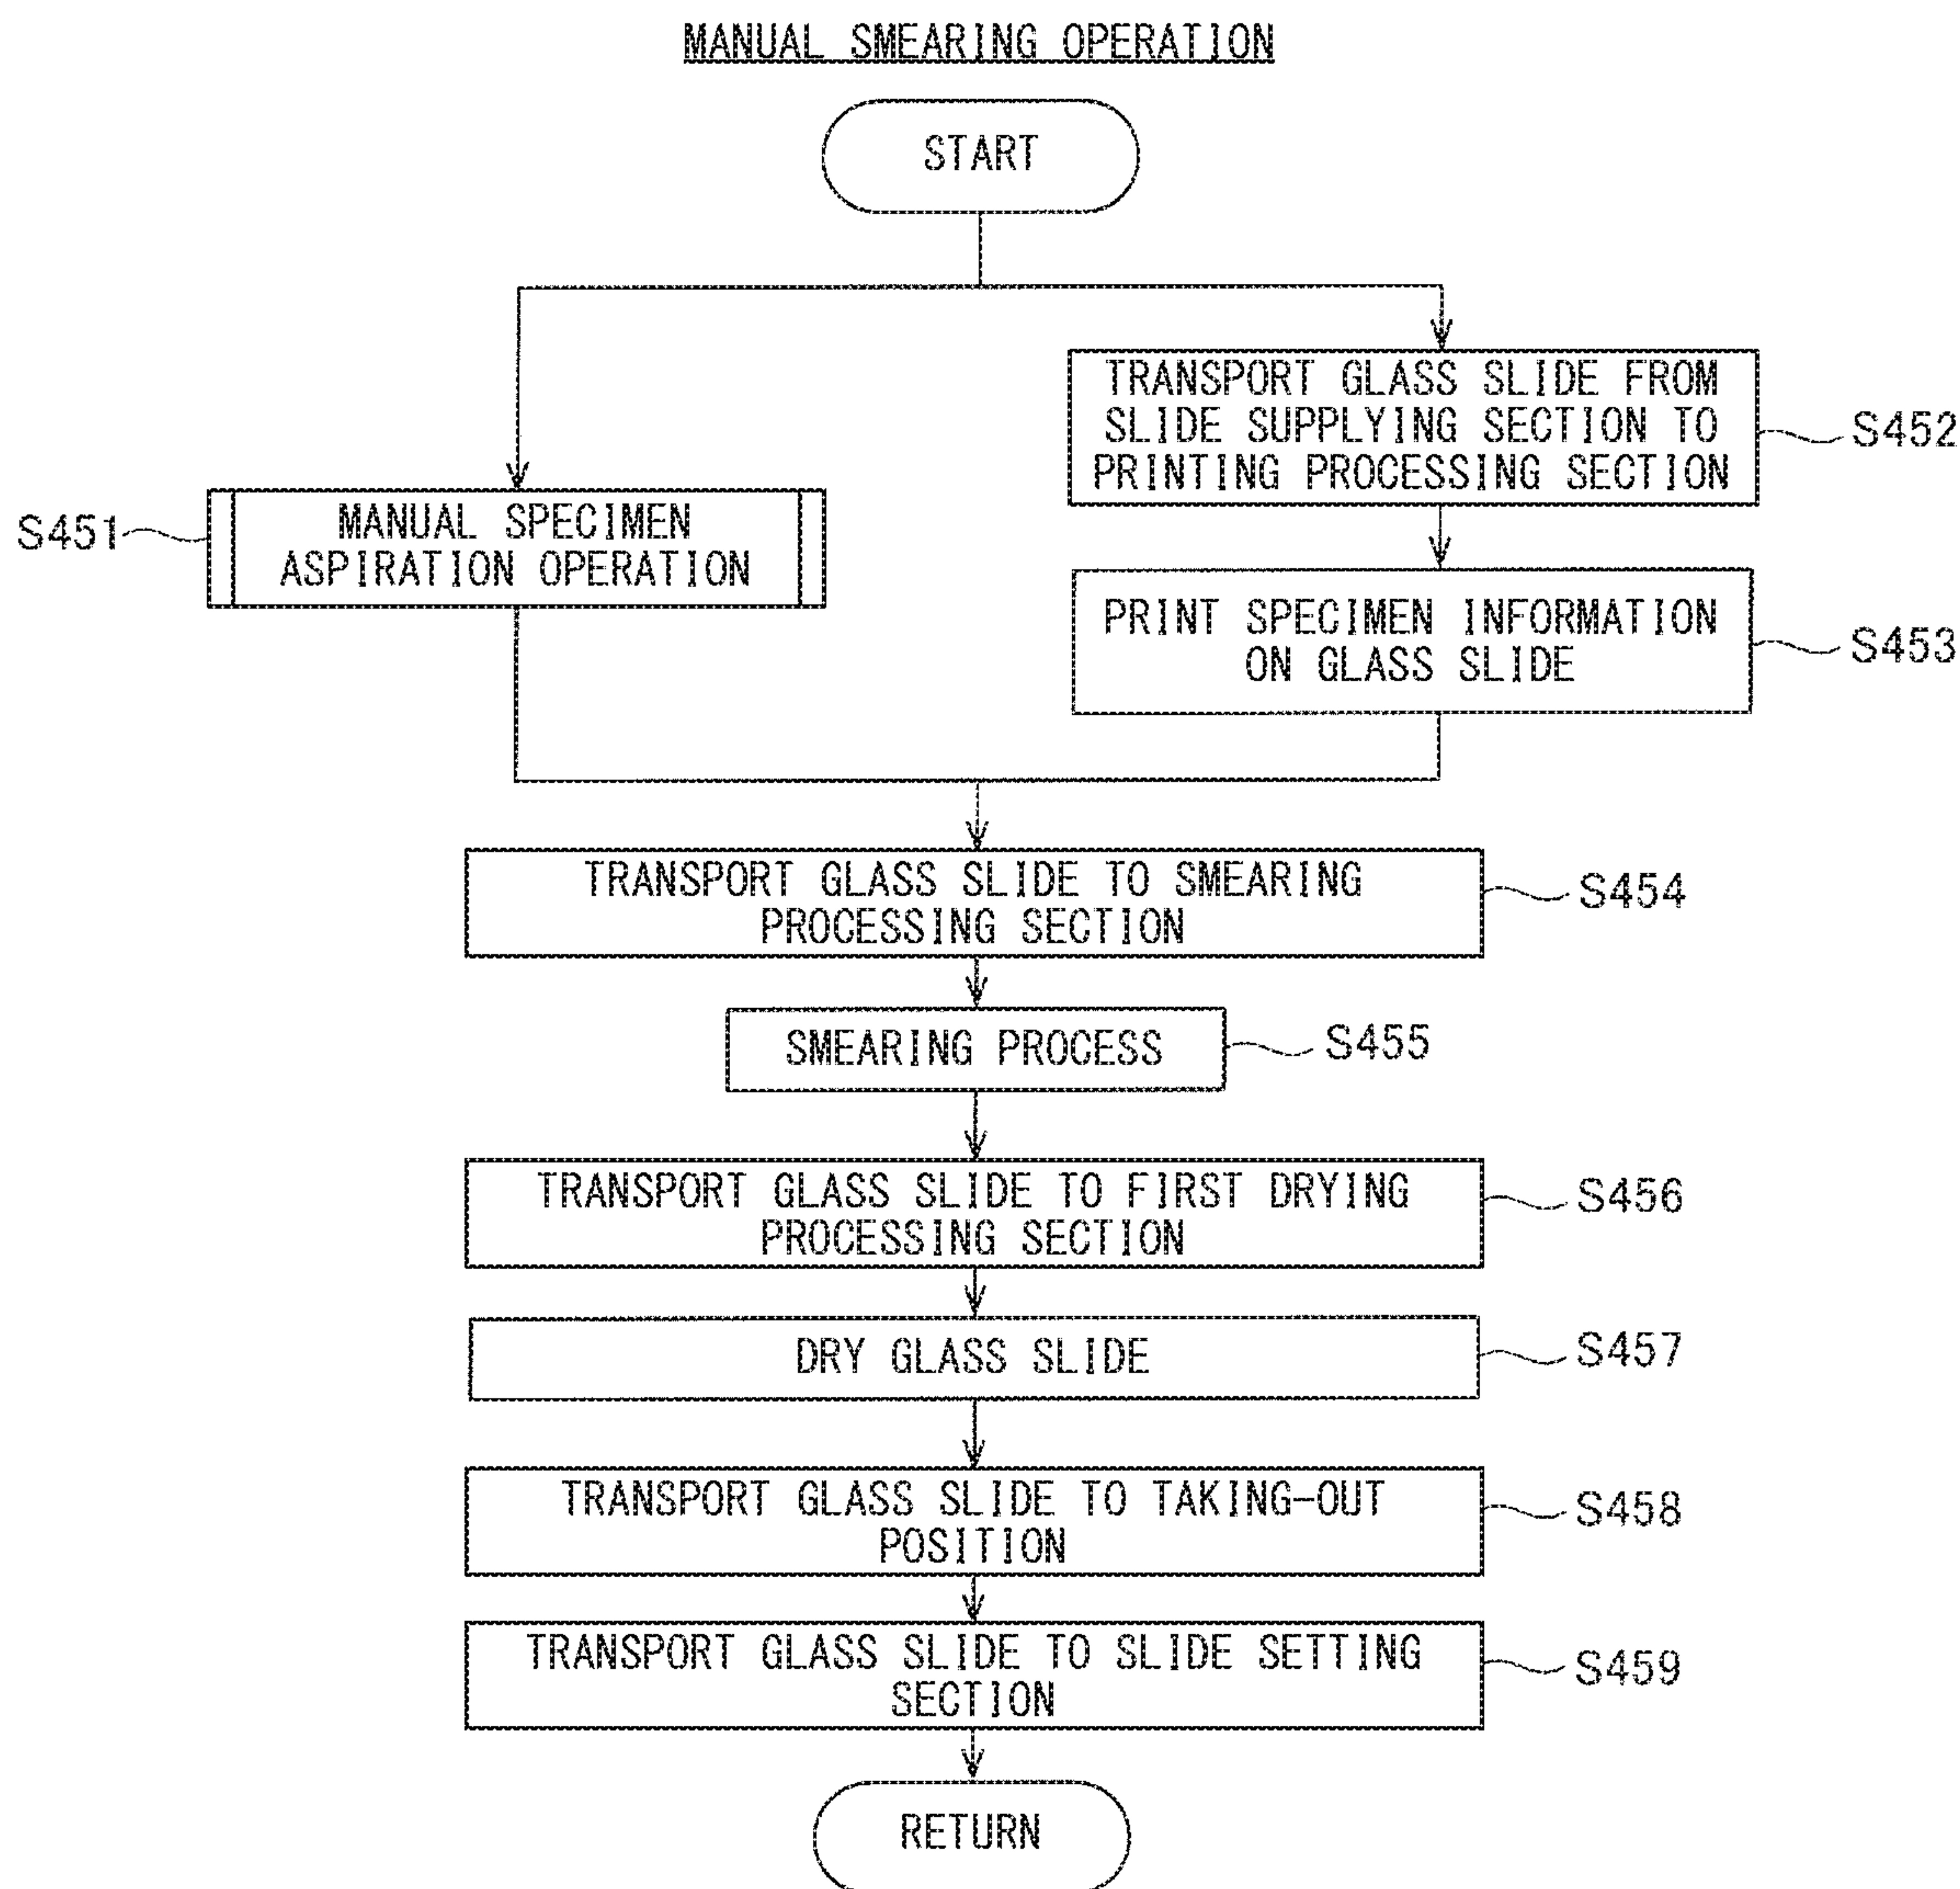 MANUAL SMEARING OPERATION
START
TRANSPORT GLASS SLIDE FROM
SLIDE SUPPLYING SECTION TO
PRINTING PROCESSING SECTION
S452
S451
MANUAL SPECIMEN
ASPIRATION OPERATION
PRINT SPECIMEN INFORMATION
ON GLASS SLIDE
S453
TRANSPORT GLASS SLIDE TO SMEARING
PROCESSING SECTION
S454
SMEARING PROCESS
S455
TRANSPORT GLASS SLIDE TO FIRST DRYING
PROCESSING SECTION
S456
DRY GLASS SLIDE
S457
TRANSPORT GLASS SLIDE TO TAKING-OUT
POSITION
S458
TRANSPORT GLASS SLIDE TO SLIDE SETTING
SECTION
S459
RETURN